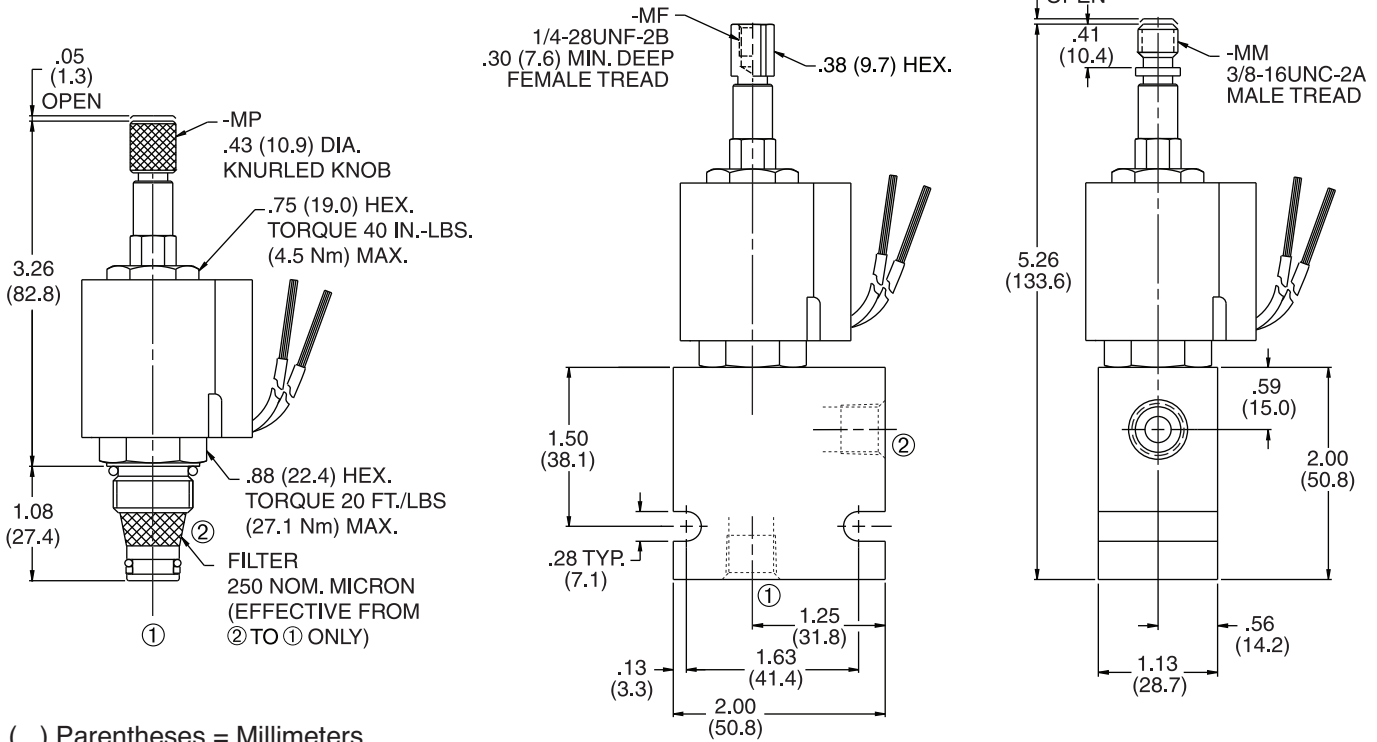 .05
(1.3)
OPEN
-MP
.43 (10.9) DIA.
KNURLED KNOB
.75 (19.0) HEX.
TORQUE 40 IN.-LBS.
(4.5 Nm) MAX.
3.26
(82.8)
1.08
(27.4)
.88 (22.4) HEX.
TORQUE 20 FT./LBS
(27.1 Nm) MAX.
②
FILTER
250 NOM. MICRON
(EFFECTIVE FROM
② TO ① ONLY)
①
( ) Parentheses = Millimeters
-MF
1/4-28UNF-2B
.30 (7.6) MIN. DEEP
FEMALE TREAD
.38 (9.7) HEX.
1.50
(38.1)
②
.28 TYP.
(7.1)
①
1.25
(31.8)
.13
(3.3)
1.63
(41.4)
2.00
(50.8)
OPEN
.41
(10.4)
-MM
3/8-16UNC-2A
MALE TREAD
5.26
(133.6)
.59
(15.0)
2.00
(50.8)
.56
(14.2)
1.13
(28.7)